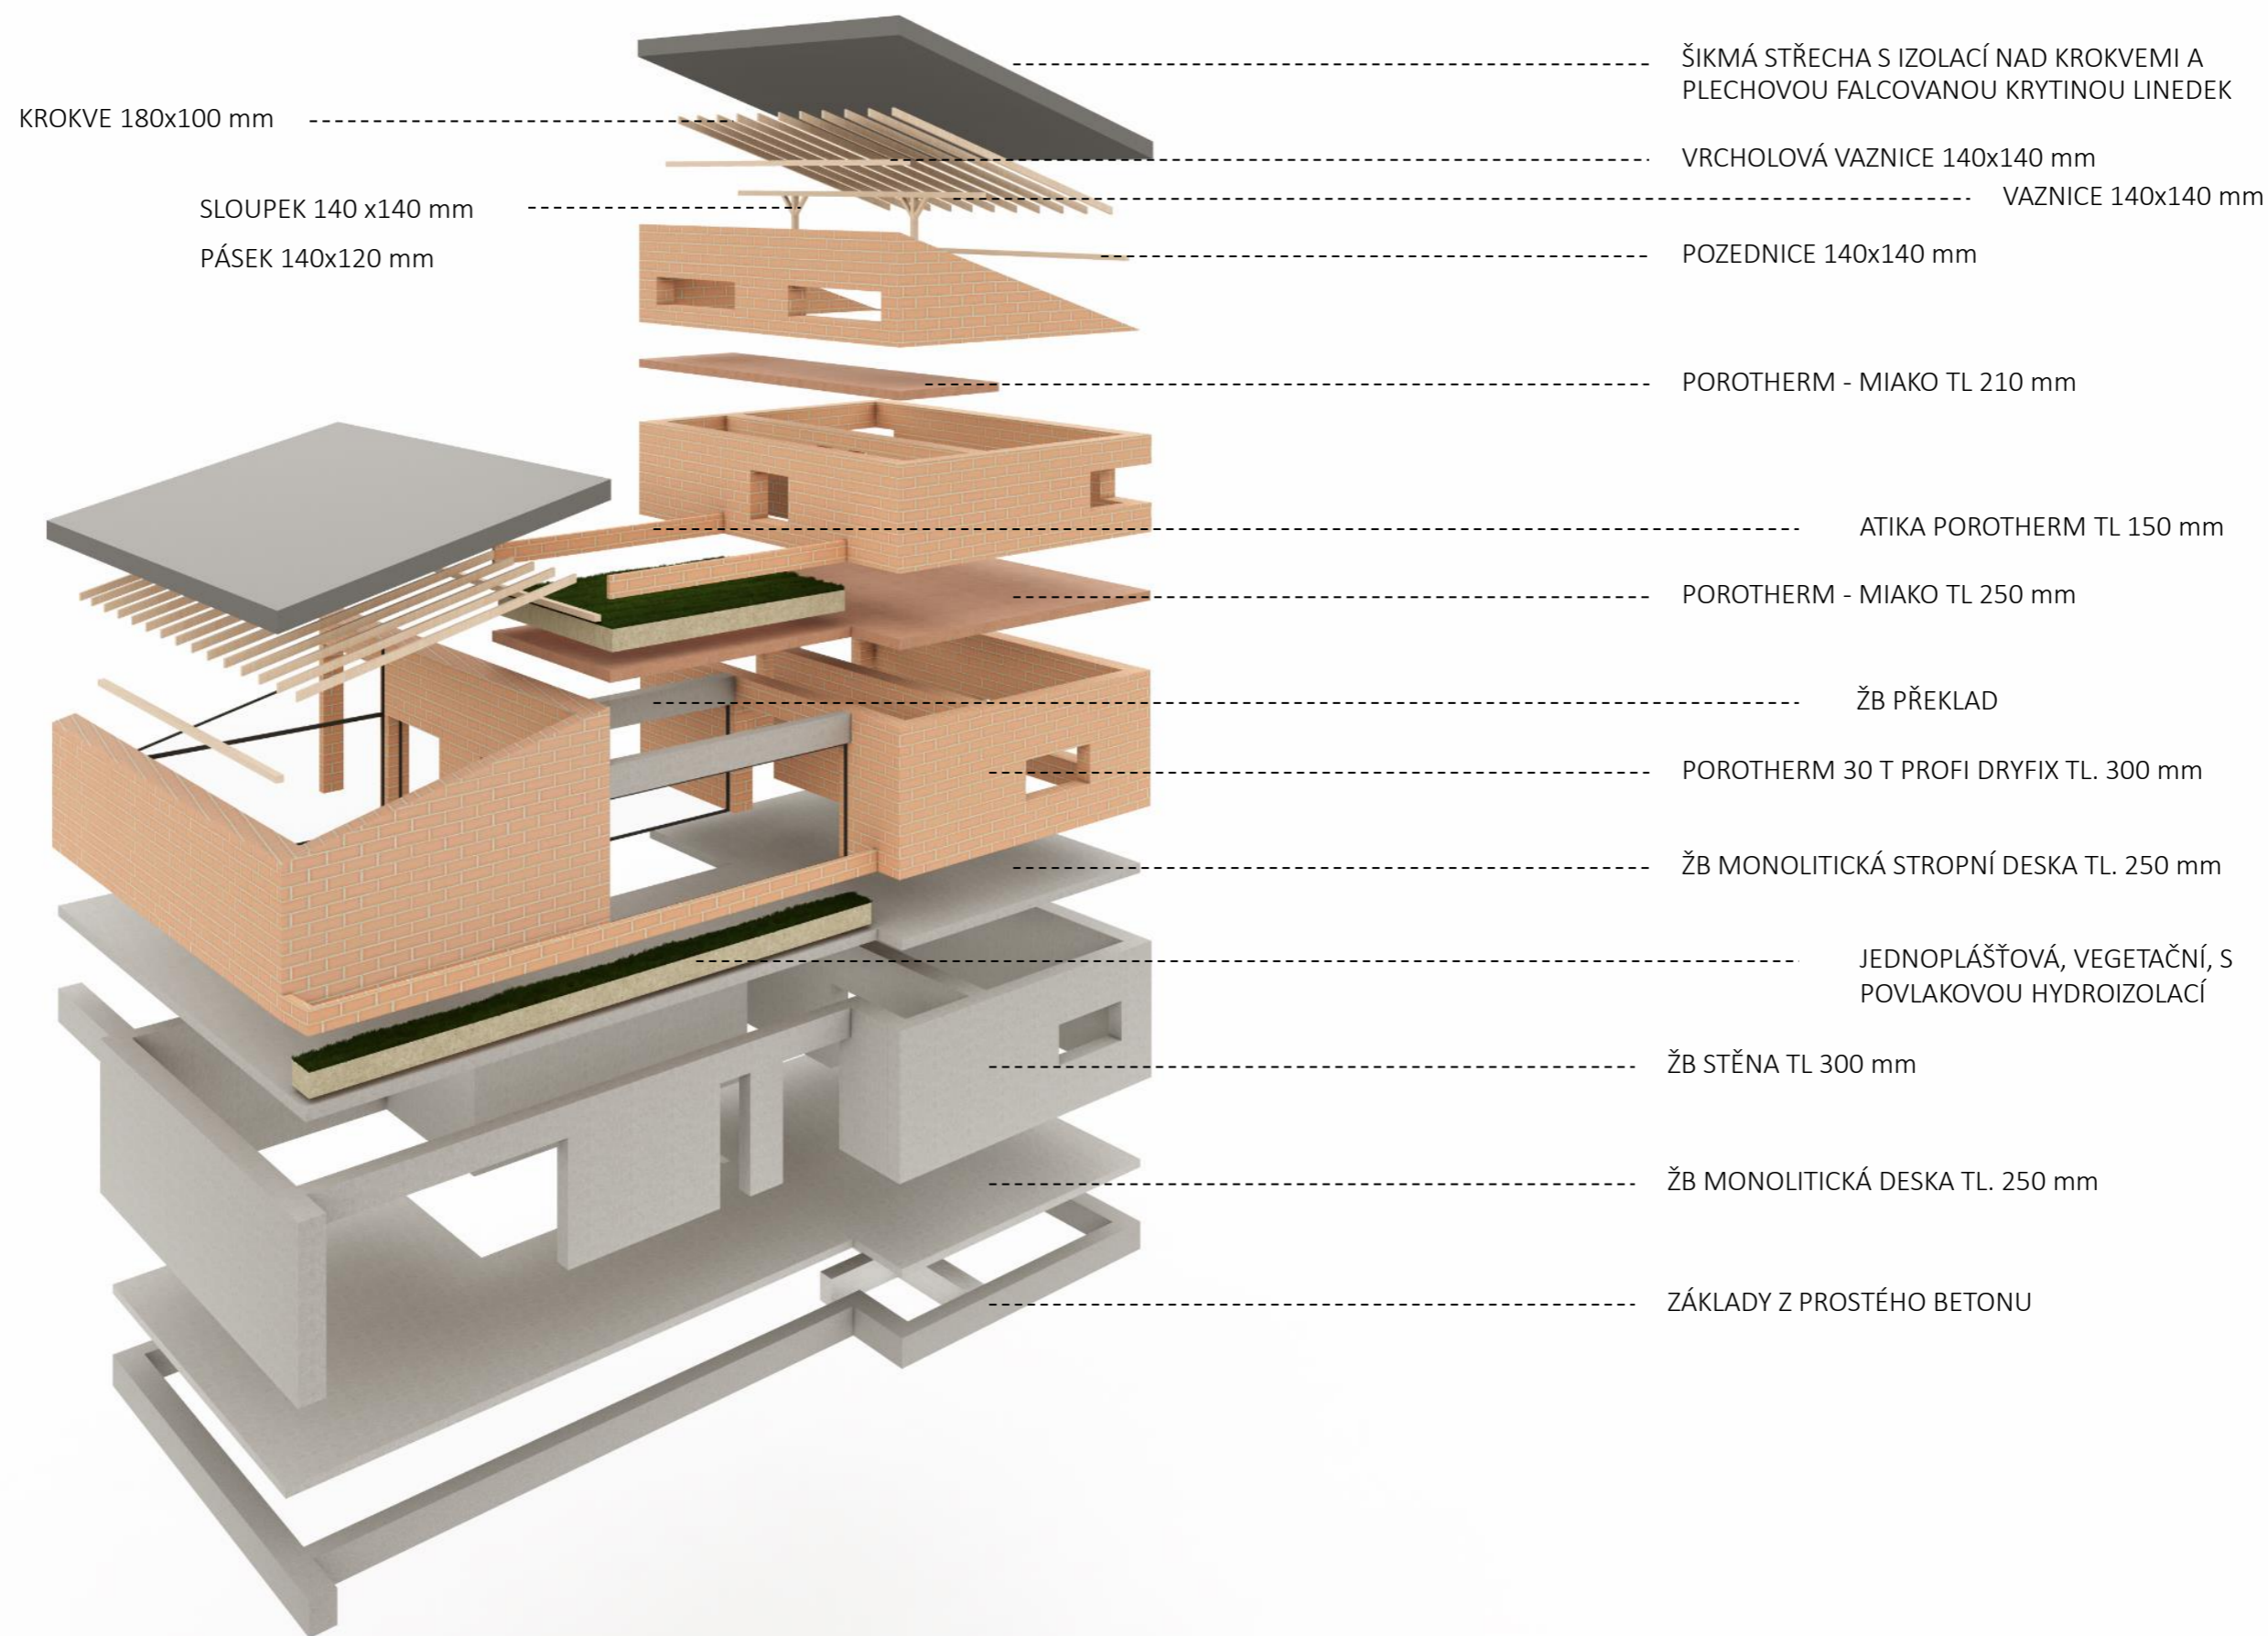 ŠIKMÁ STŘECHA S IZOLACÍ NAD KROKVEMI A
PLECHOVOU FALCOVANOU KRYTINOU LINEDEK
KROKVE 180x100 mm
VRCHOLOVÁ VAZNICE 140x140 mm
VAZNICE 140x140 mm
SLOUPEK 140 x140 mm
PÁSEK 140x120 mm
POZEDNICE 140x140 mm
POROTHERM - MIAKO TL 210 mm
ATIKA POROTHERM TL 150 mm
POROTHERM - MIAKO TL 250 mm
ŽB PŘEKLAD
POROTHERM 30 T PROFI DRYFIX TL. 300 mm
ŽB MONOLITICKÁ STROPNÍ DESKA TL. 250 mm
JEDNOPLÁŠŤOVÁ, VEGETAČNÍ, S
POVLAKOVOU HYDROIZOLACÍ
ŽB STĚNA TL 300 mm
ŽB MONOLITICKÁ DESKA TL. 250 mm
ZÁKLADY Z PROSTÉHO BETONU